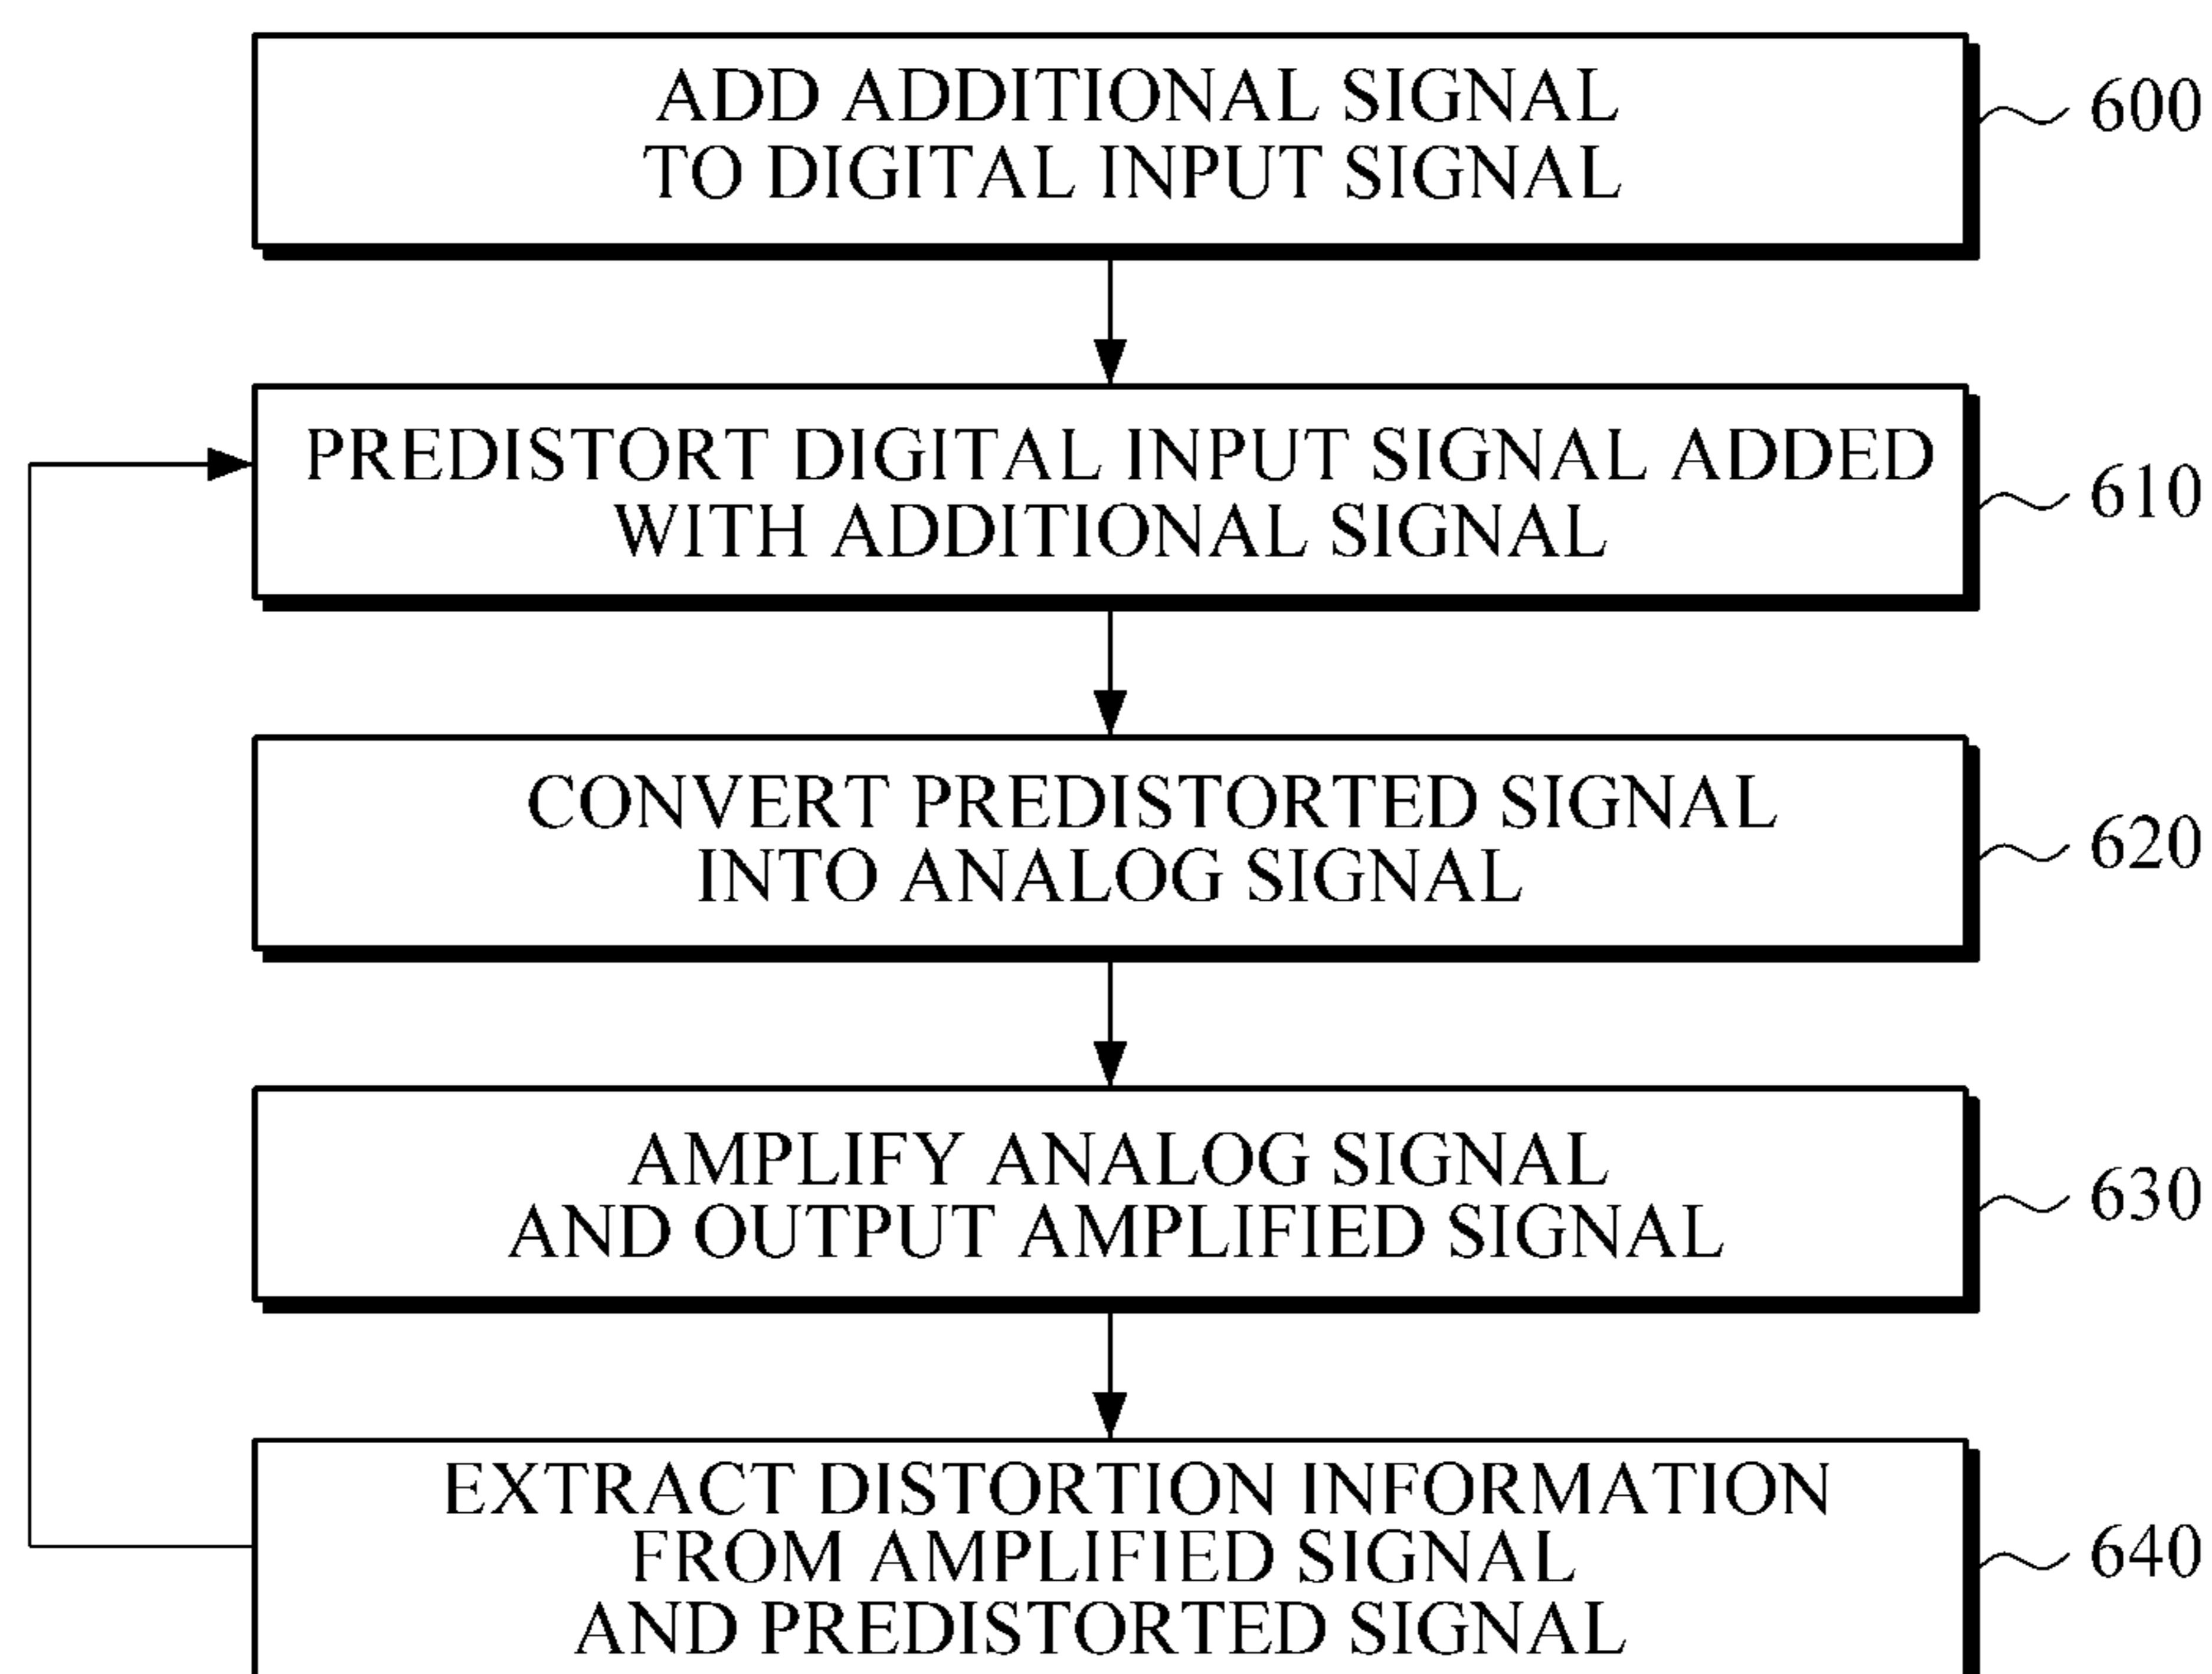 ADD ADDITIONAL SIGNAL
TO DIGITAL INPUT SIGNAL
600
PREDISTORT DIGITAL INPUT SIGNAL ADDED
WITH ADDITIONAL SIGNAL
610
CONVERT PREDISTORTED SIGNAL
INTO ANALOG SIGNAL
620
AMPLIFY ANALOG SIGNAL
AND OUTPUT AMPLIFIED SIGNAL
630
EXTRACT DISTORTION INFORMATION
FROM AMPLIFIED SIGNAL
AND PREDISTORTED SIGNAL
640